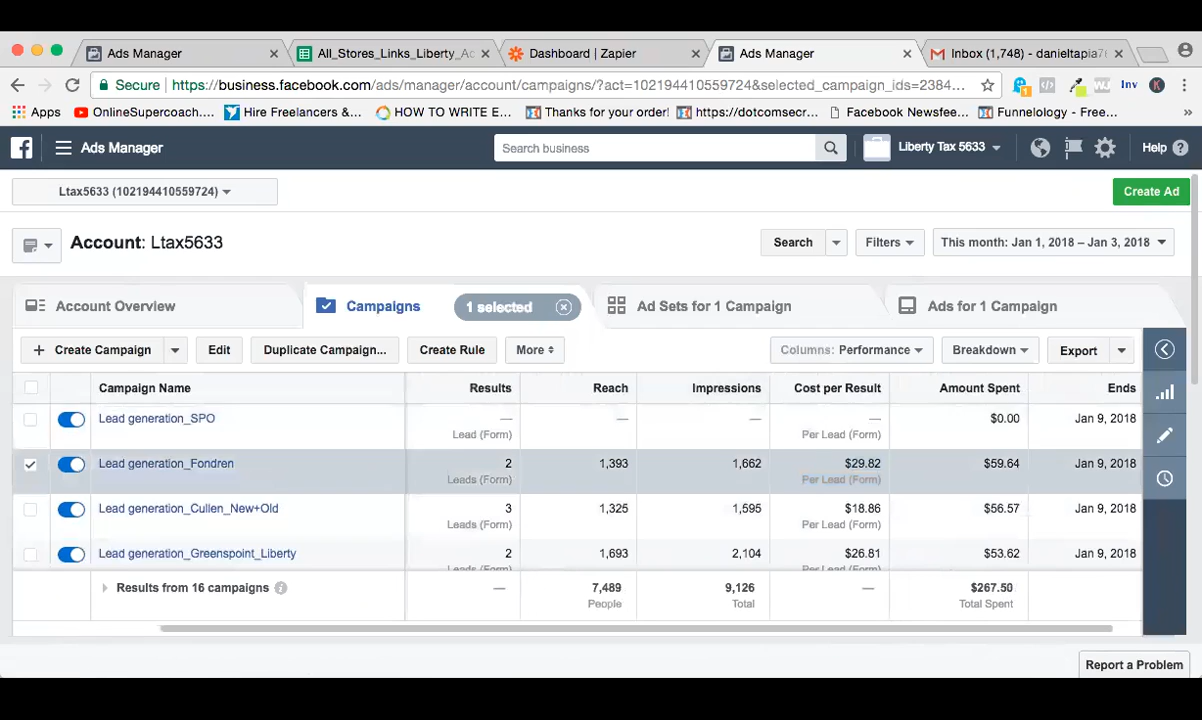 Ads Manager
All_Stores_Links_Liberty_Ac
Dashboard | Zapier
Ads Manager
Inbox (1,748) - danieltapia7
Secure
https://business.facebook.com/ads/manager/account/campaigns/?act=102194410559724&selected_campaign_ids=2384...
Inv
K
Apps
OnlineSupercoach....
Hire Freelancers &...
HOW TO WRITE E...
Thanks for your order!
https://dotcomsecr...
Facebook Newsfee...
Funnelology - Free...
Ads Manager
Search business
Liberty Tax 5633
Help
Ltax5633 (102194410559724)
Create Ad
Account: Ltax5633
Search
Filters
This month: Jan 1, 2018 – Jan 3, 2018
Account Overview
Campaigns
1 selected
Ad Sets for 1 Campaign
Ads for 1 Campaign
+ Create Campaign
Edit
Duplicate Campaign...
Create Rule
More
Columns: Performance
Breakdown
Export
Campaign Name Results Reach Impressions Cost per Result Amount Spent Ends
Lead generation_SPO — — — — $0.00 Jan 9, 2018
Lead (Form) Per Lead (Form)
Lead generation_Fondren 2 1,393 1,662 $29.82 $59.64 Jan 9, 2018
Leads (Form) Per Lead (Form)
Lead generation_Cullen_New+Old 3 1,325 1,595 $18.86 $56.57 Jan 9, 2018
Leads (Form) Per Lead (Form)
Lead generation_Greenspoint_Liberty 2 1,693 2,104 $26.81 $53.62 Jan 9, 2018
Leads (Form) Per Lead (Form)
Results from 16 campaigns — 7,489 9,126 — $267.50
People Total Total Spent
Report a Problem